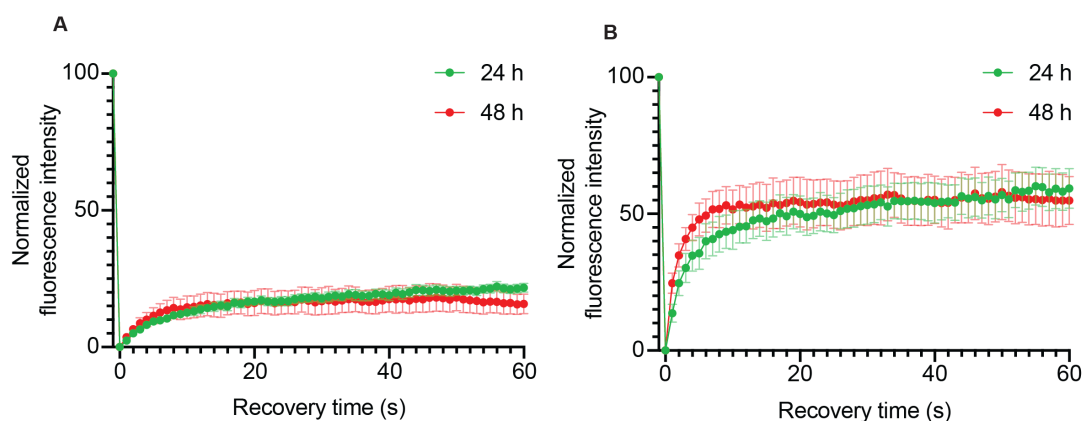 A
Normalized
fluorescence intensity
100
50
0
24 h
48 h
0
20
40
60
Recovery time (s)
B
Normalized
fluorescence intensity
100
50
0
24 h
48 h
0
20
40
60
Recovery time (s)